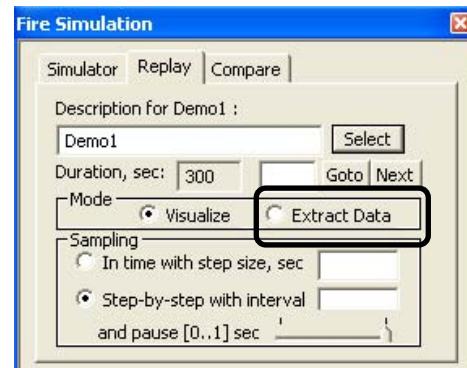 Fire Simulation
Simulator Replay Compare
Description for Demo1 :
Demo1 Select
Duration, sec: 300 Goto Next
Mode
Visualize Extract Data
Sampling
In time with step size, sec
Step-by-step with interval
and pause [0..1] sec